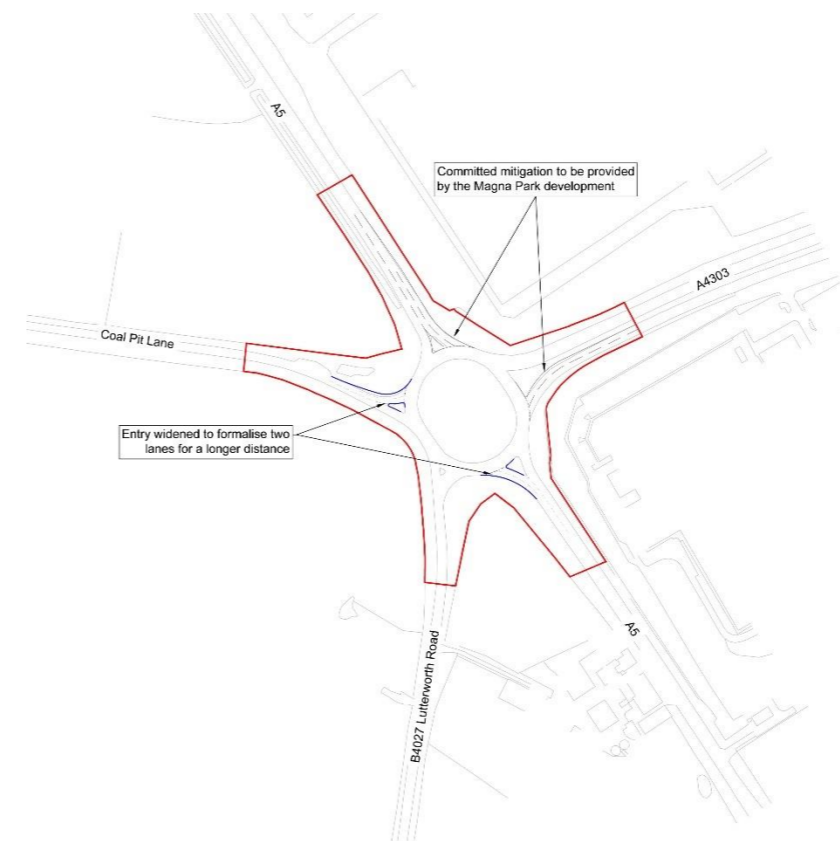 A5
Committed mitigation to be provided
by the Magna Park development
A4303
Coal Pit Lane
Entry widened to formalise two
lanes for a longer distance
A5
B4027 Lutterworth Road